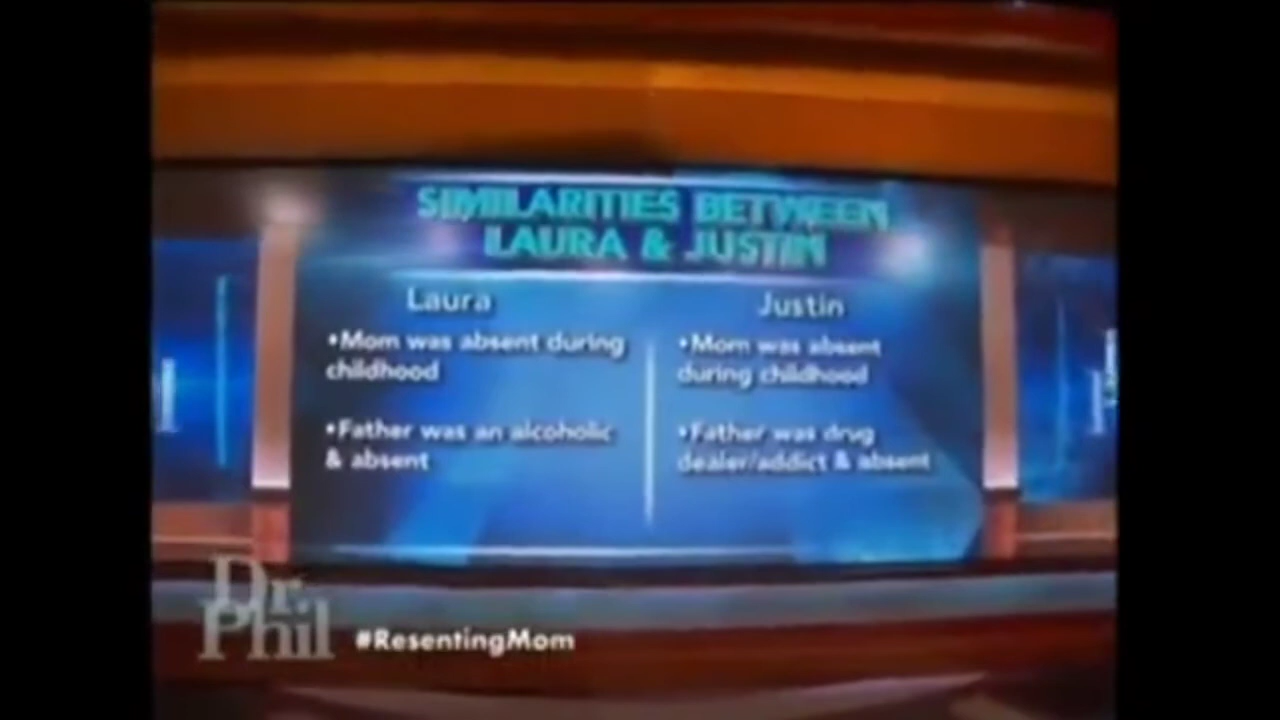 SIMILARITIES BETWEEN
LAURA & JUSTIN
Laura
•Mom was absent during
childhood
•Father was an alcoholic
& absent
Justin
•Mom was absent
during childhood
•Father was drug
dealer/addict & absent
Dr.
Phil
#ResentingMom